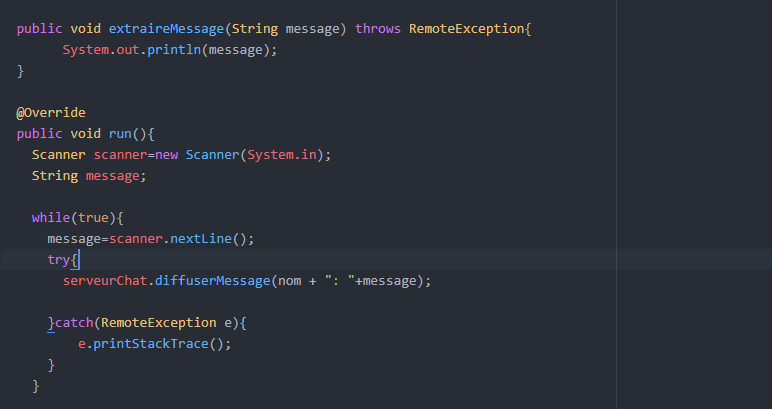 public void extraireMessage(String message) throws RemoteException{
System.out.println(message);
}
@Override
public void run(){
Scanner scanner=new Scanner(System.in);
String message;
while(true){
message=scanner.nextLine();
try{
serveurChat.diffuserMessage(nom + ": "+message);
}catch(RemoteException e){
e.printStackTrace();
}
}